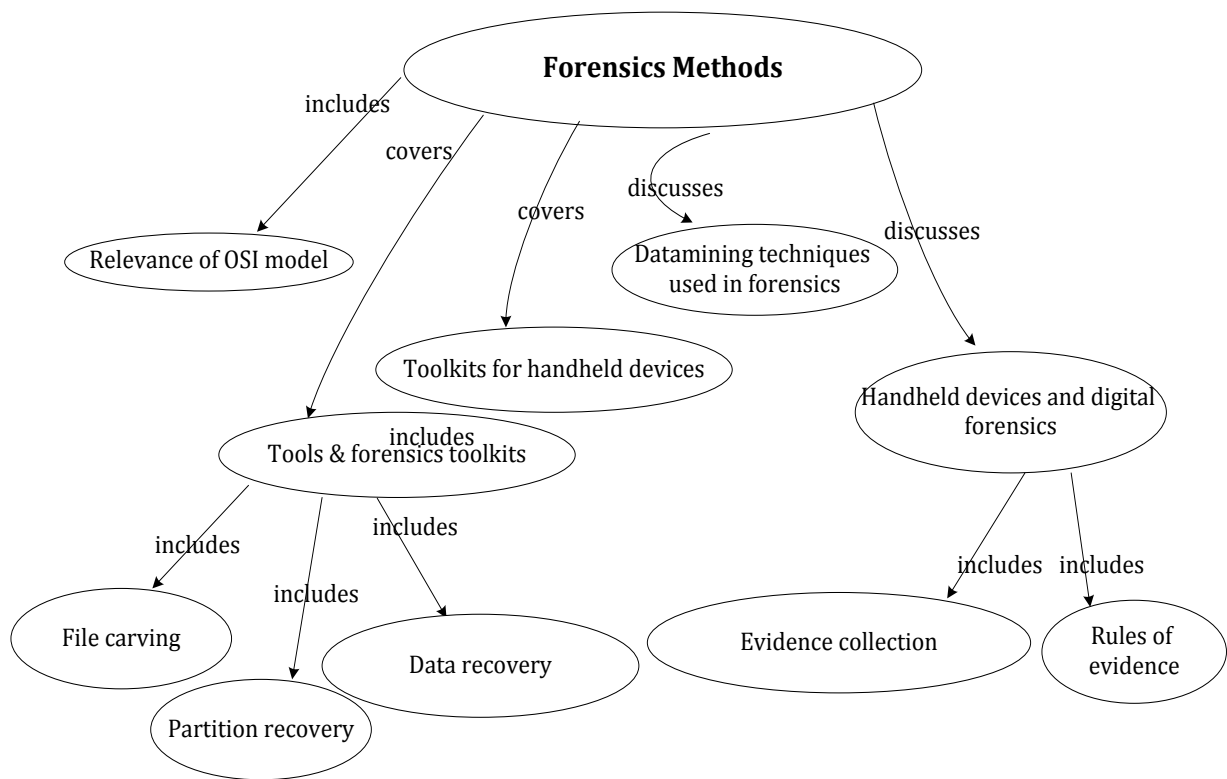 Forensics Methods
includes
covers
covers
discusses
discusses
Relevance of OSI model
Datamining techniques
used in forensics
Toolkits for handheld devices
Handheld devices and digital
forensics
includes
Tools & forensics toolkits
includes
includes
includes
includes
includes
File carving
Partition recovery
Data recovery
Evidence collection
Rules of
evidence